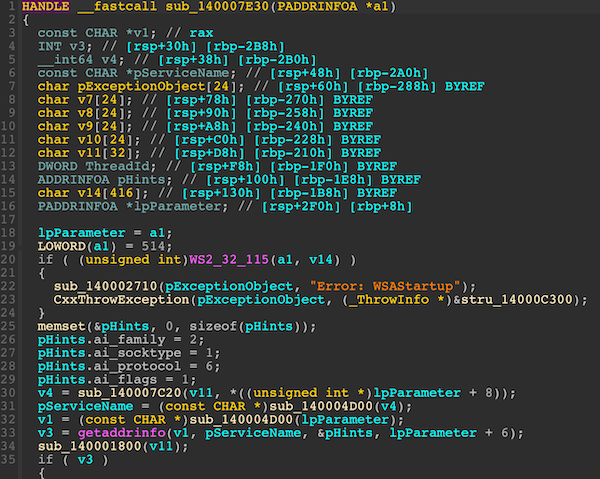 1 HANDLE __fastcall sub_140007E30(PADDRINFOA *a1)
2 {
3 const CHAR *v1; // rax
4 INT v3; // [rsp+30h] [rbp-2B8h]
5 __int64 v4; // [rsp+38h] [rbp-2B0h]
6 const CHAR *pServiceName; // [rsp+48h] [rbp-2A0h]
7 char pExceptionObject[24]; // [rsp+60h] [rbp-288h] BYREF
8 char v7[24]; // [rsp+78h] [rbp-270h] BYREF
9 char v8[24]; // [rsp+90h] [rbp-258h] BYREF
10 char v9[24]; // [rsp+A8h] [rbp-240h] BYREF
11 char v10[24]; // [rsp+C0h] [rbp-228h] BYREF
12 char v11[32]; // [rsp+D8h] [rbp-210h] BYREF
13 DWORD ThreadId; // [rsp+F8h] [rbp-1F0h] BYREF
14 ADDRINFOA pHints; // [rsp+100h] [rbp-1E8h] BYREF
15 char v14[416]; // [rsp+130h] [rbp-1B8h] BYREF
16 PADDRINFOA *lpParameter; // [rsp+2F0h] [rbp+8h]
17
18 lpParameter = a1;
19 LOWORD(a1) = 514;
20 if ( (unsigned int)WS2_32_115(a1, v14) )
21 {
22 sub_140002710(pExceptionObject, "Error: WSAStartup");
23 CxxThrowException(pExceptionObject, (_ThrowInfo *)&stru_14000C300);
24 }
25 memset(&pHints, 0, sizeof(pHints));
26 pHints.ai_family = 2;
27 pHints.ai_socktype = 1;
28 pHints.ai_protocol = 6;
29 pHints.ai_flags = 1;
30 v4 = sub_140007C20(v11, *((unsigned int *)lpParameter + 8));
31 pServiceName = (const CHAR *)sub_140004D00(v4);
32 v1 = (const CHAR *)sub_140004D00(lpParameter);
33 v3 = getaddrinfo(v1, pServiceName, &pHints, lpParameter + 6);
34 sub_140001800(v11);
35 if ( v3 )
{